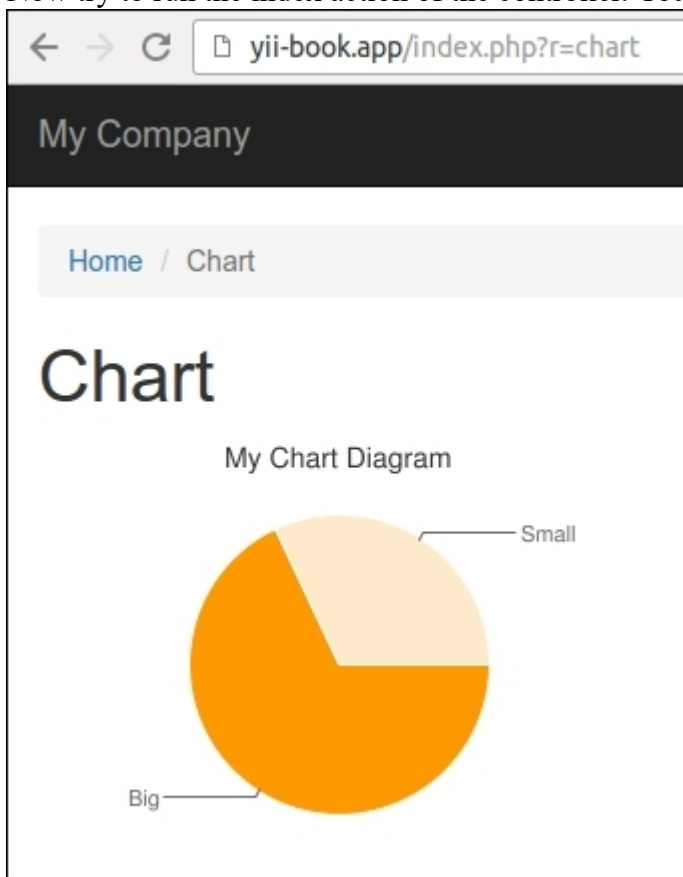 yii-book.app/index.php?r=chart
My Company
Home / Chart
Chart
My Chart Diagram
Small
Big